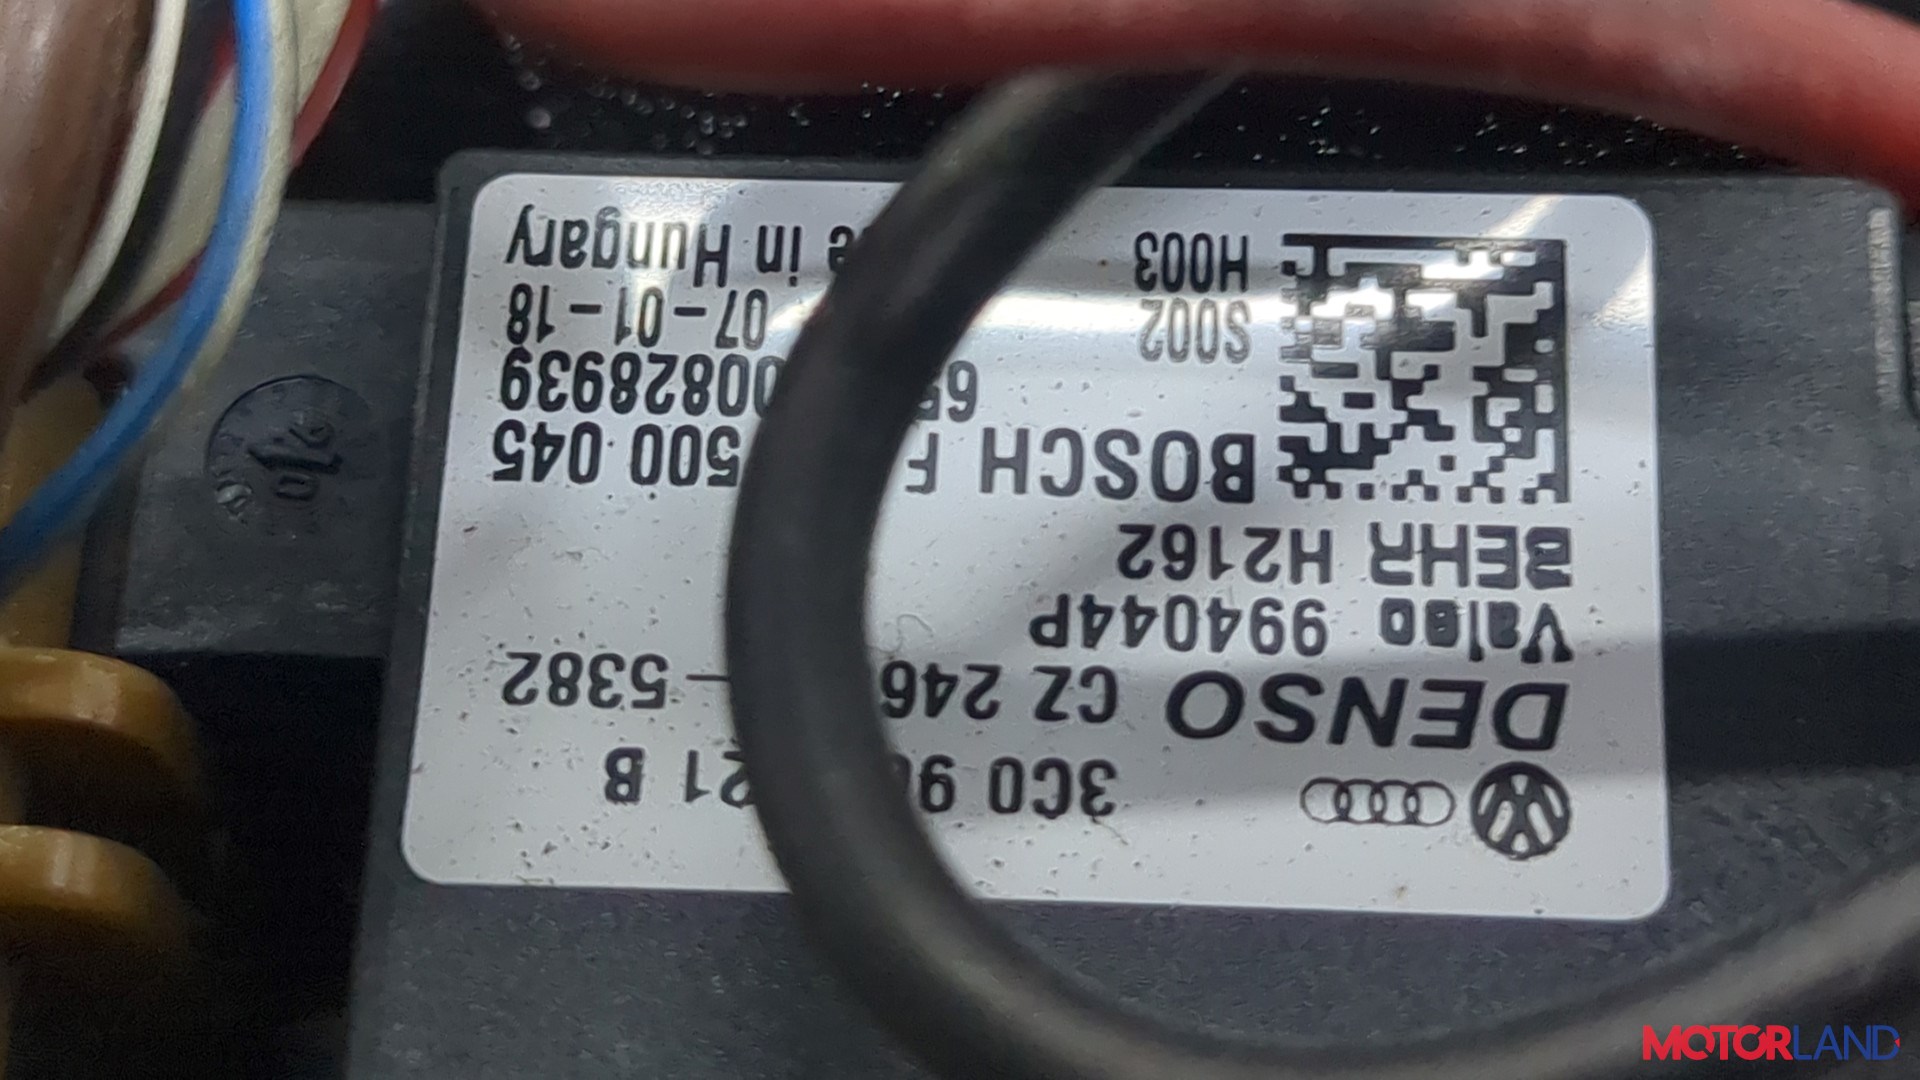 3C0 9 21 B
DENSO CZ 246 - 5382
Valeo 994044P
BEHR H2162
BOSCH F 500 045
6 00828939
S002 07-01-18
H003 in Hungary
MOTORLAND